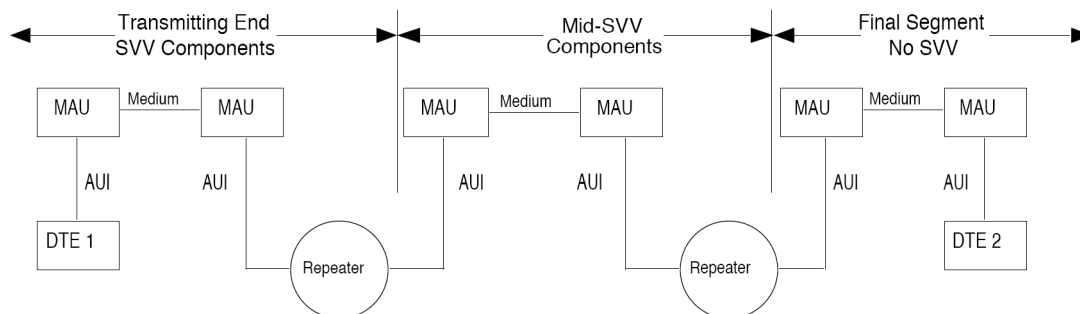 Transmitting End
SVV Components
Mid-SVV
Components
Final Segment
No SVV
MAU
Medium
MAU
MAU
Medium
MAU
MAU
Medium
MAU
AUI
AUI
AUI
AUI
AUI
AUI
DTE 1
DTE 2
Repeater
Repeater